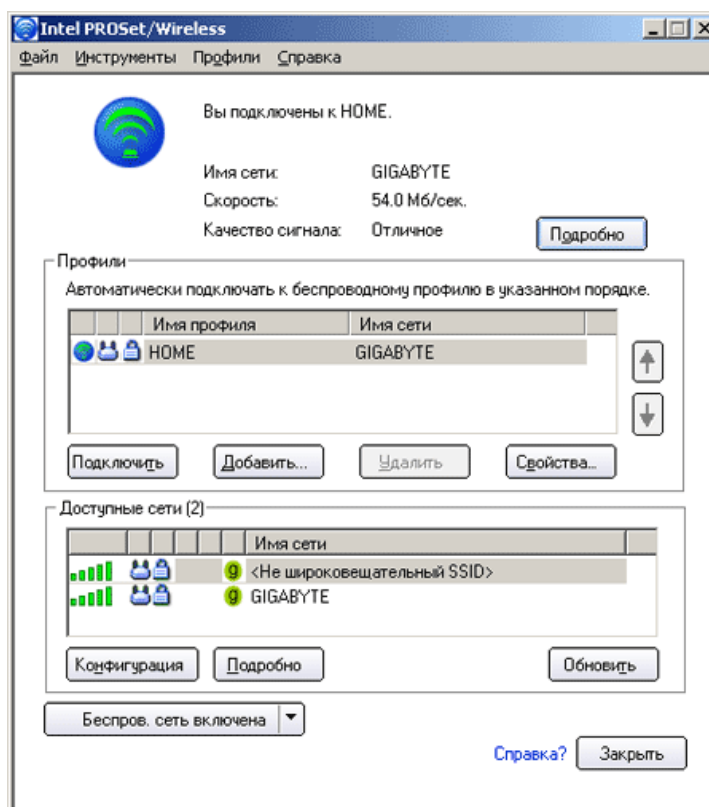 Intel PROSet/Wireless
Файл Инструменты Профили Справка
Вы подключены к HOME.
Имя сети: GIGABYTE
Скорость: 54.0 Мб/сек.
Качество сигнала: Отличное
Подробно
Профили
Автоматически подключать к беспроводному профилю в указанном порядке.
Имя профиля Имя сети
HOME GIGABYTE
Подключить Добавить... Удалить Свойства...
Доступные сети (2)
Имя сети
g <Не широковещательный SSID>
g GIGABYTE
Конфигурация Подробно Обновить
Беспров. сеть включена
Справка? Закрыть